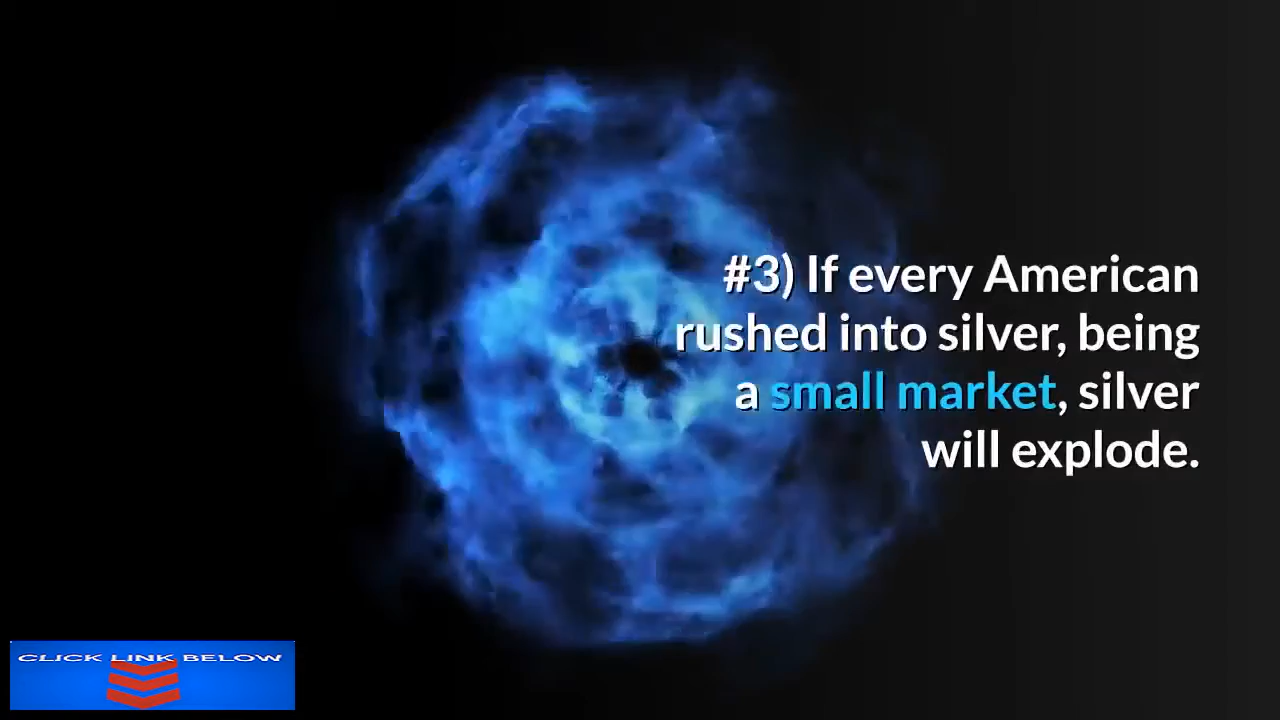 #3) If every American
rushed into silver, being
a small market, silver
will explode.
CLICK LINK BELOW